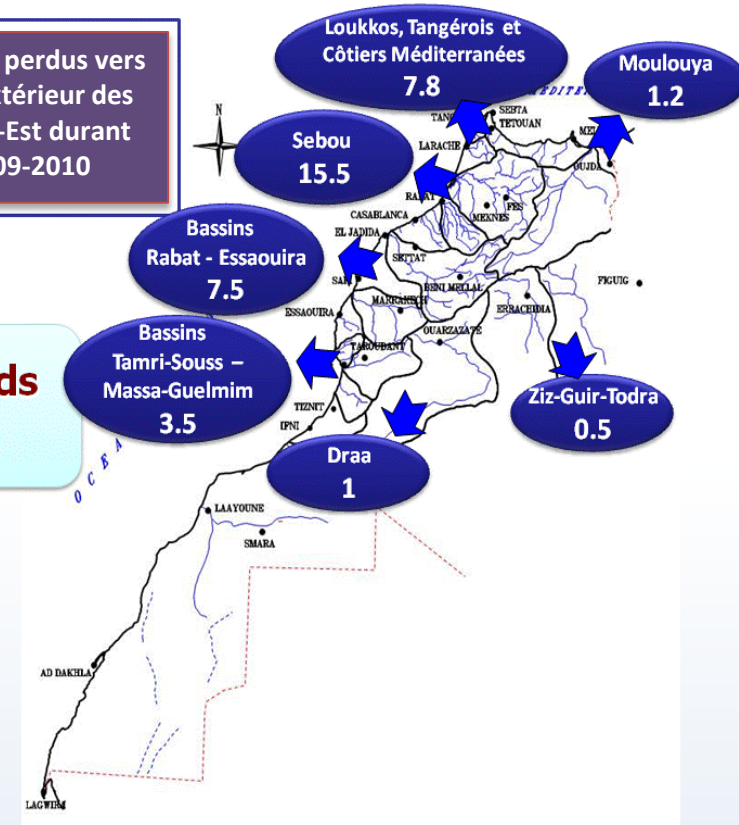 perdus vers
térieur des
-Est durant
09-2010
Loukkos, Tangérois et
Côtiers Méditerranées
7.8
Moulouya
1.2
N
SEBTA
TETOUAN
LARACHE
Sebou
15.5
OUJDA
RABAT
FES
MEKNES
CASABLANCA
EL JADIDA
SETTAT
Bassins
Rabat - Essaouira
7.5
BENI MELLAL
FIGUIG
MARRAKECH
ERRACHIDIA
ESSAOUIRA
OUARZAZATE
Bassins
Tamri-Souss –
Massa-Guelmim
3.5
TAROUDANT
ds
TIZNIT
IFNI
Ziz-Guir-Todra
0.5
Draa
1
O C E A
LAAYOUNE
SMARA
AD DAKHLA
LAGWIRA